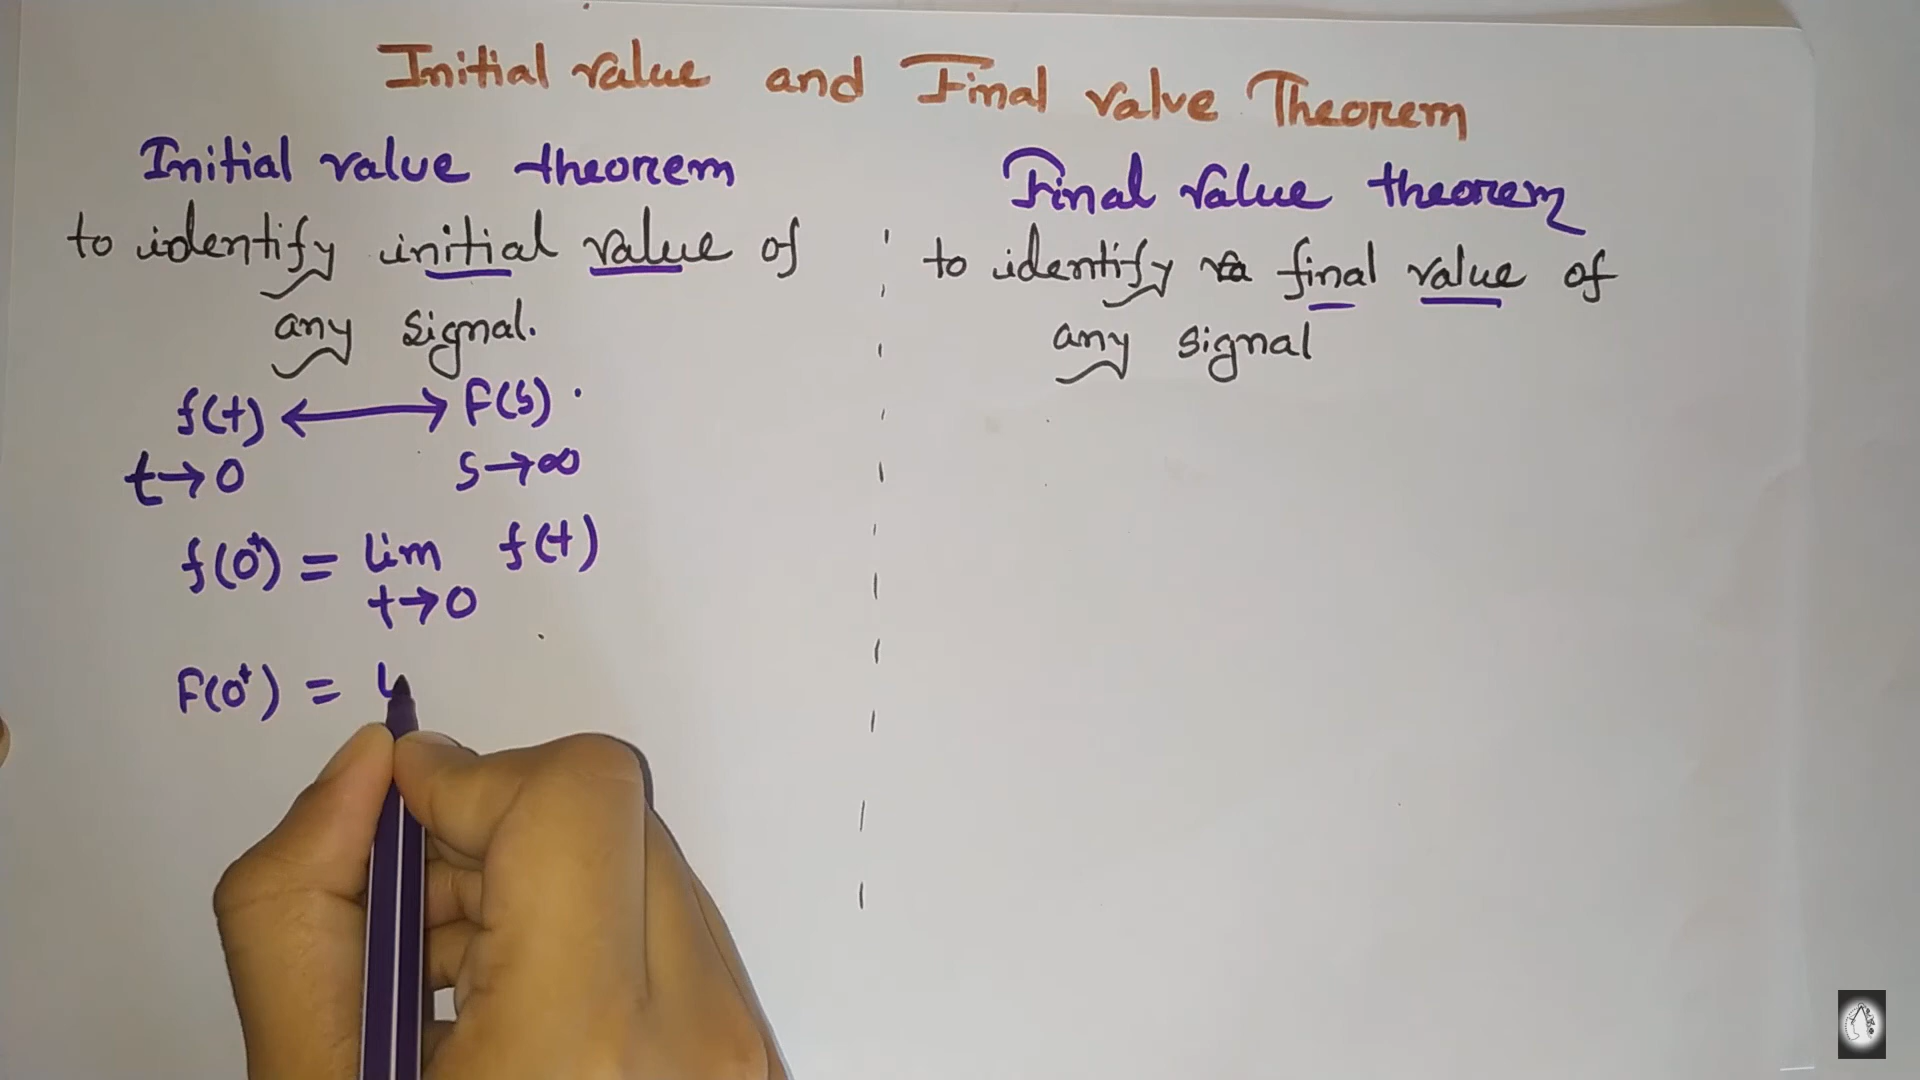 Initial value and Final value Theorem
Initial value theorem
to identify initial value of
any signal.
f(t) ⟷ F(s)
t→0 s→∞
f(0⁺) = lim f(t)
t→0
F(0⁺) =
Final value theorem
to identify final value of
any signal